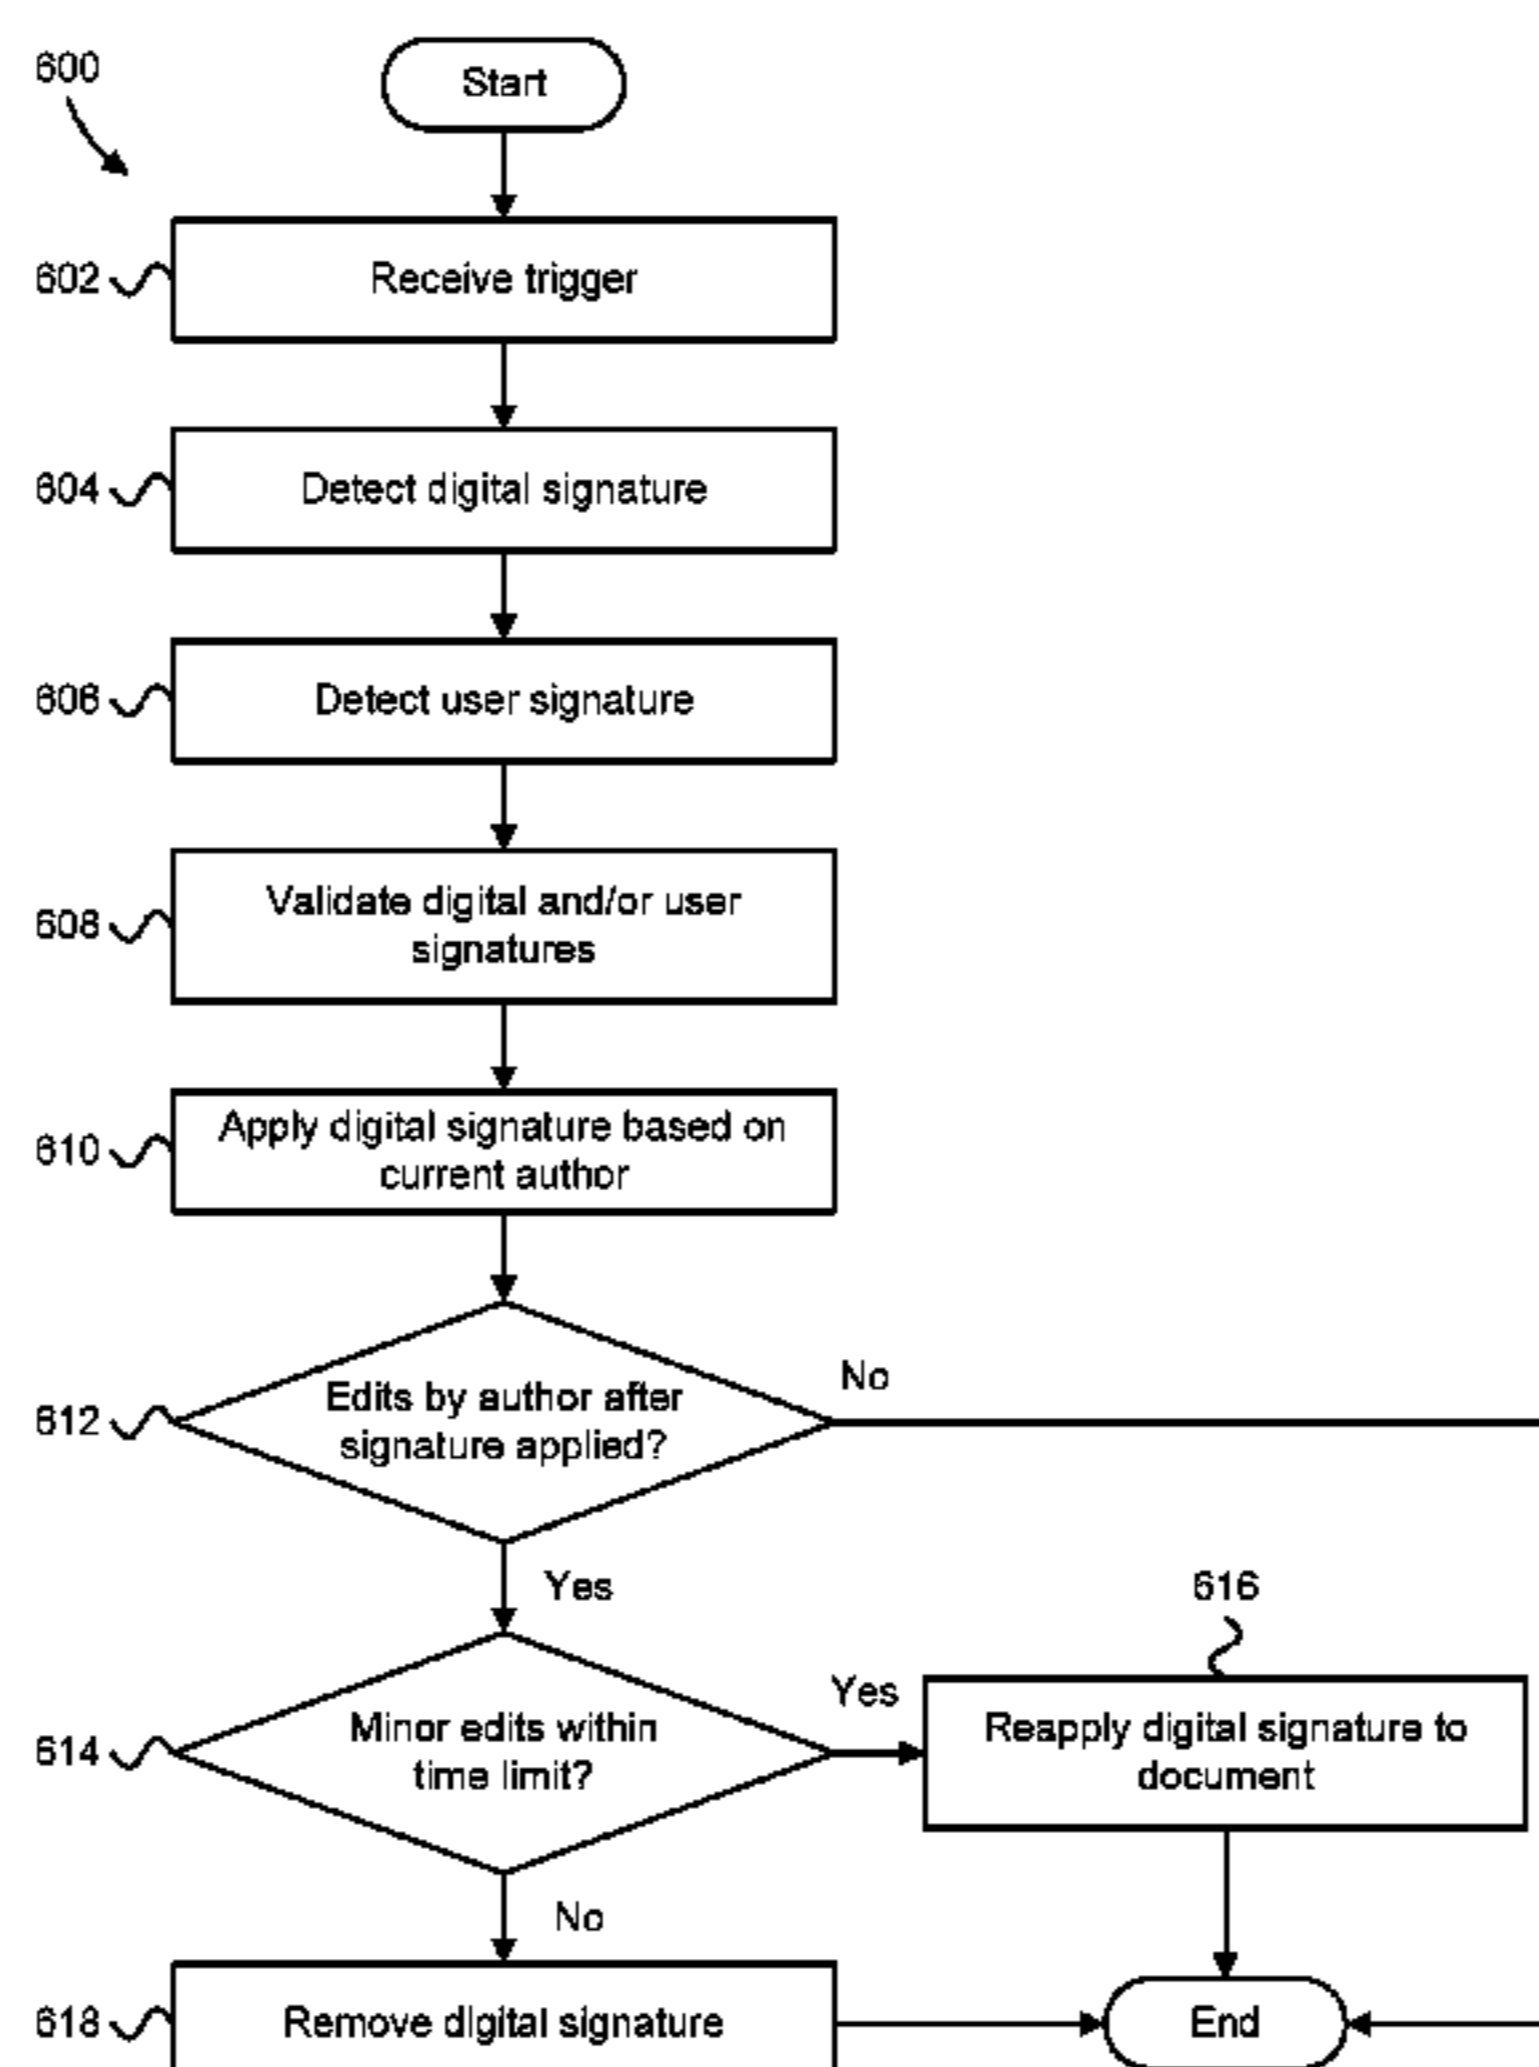 600
Start
602
Receive trigger
604
Detect digital signature
606
Detect user signature
608
Validate digital and/or user
signatures
610
Apply digital signature based on
current author
612
Edits by author after
signature applied?
No
Yes
616
614
Minor edits within
time limit?
Yes
Reapply digital signature to
document
No
618
Remove digital signature
End